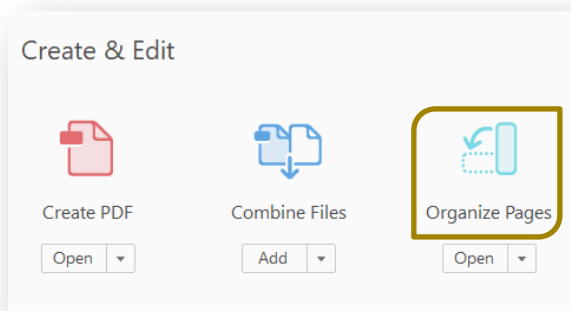 Create & Edit
Create PDF
Combine Files
Organize Pages
Open
Add
Open